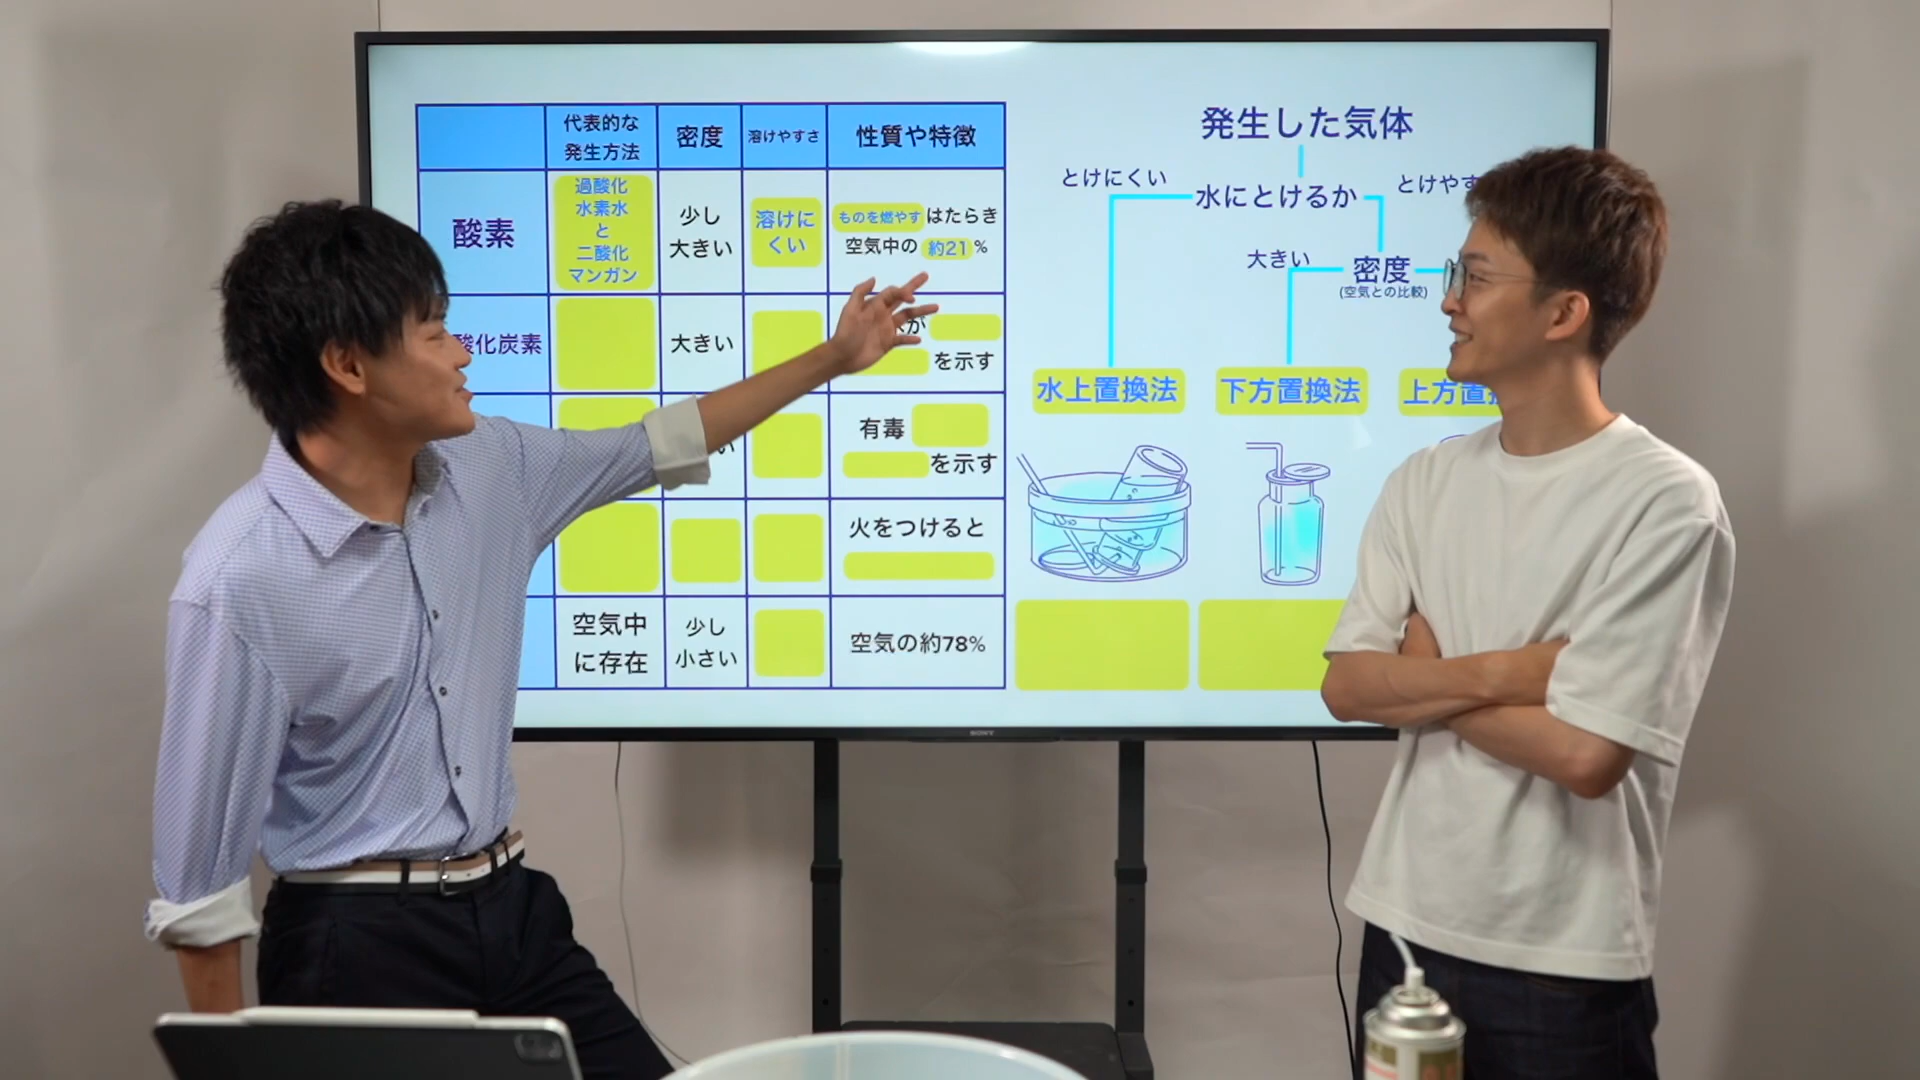 代表的な
発生方法
密度
溶けやすさ
性質や特徴
酸素
過酸化
水素水
と
二酸化
マンガン
少し
大きい
溶けに
くい
ものを燃やす はたらき
空気中の 約21 %
酸化炭素
大きい
が
を示す
い
有毒
を示す
火をつけると
空気中
に存在
少し
小さい
空気の約78%
発生した気体
とけにくい
水にとけるか
とけやす
大きい
密度
(空気との比較)
水上置換法
下方置換法
上方置
SONY